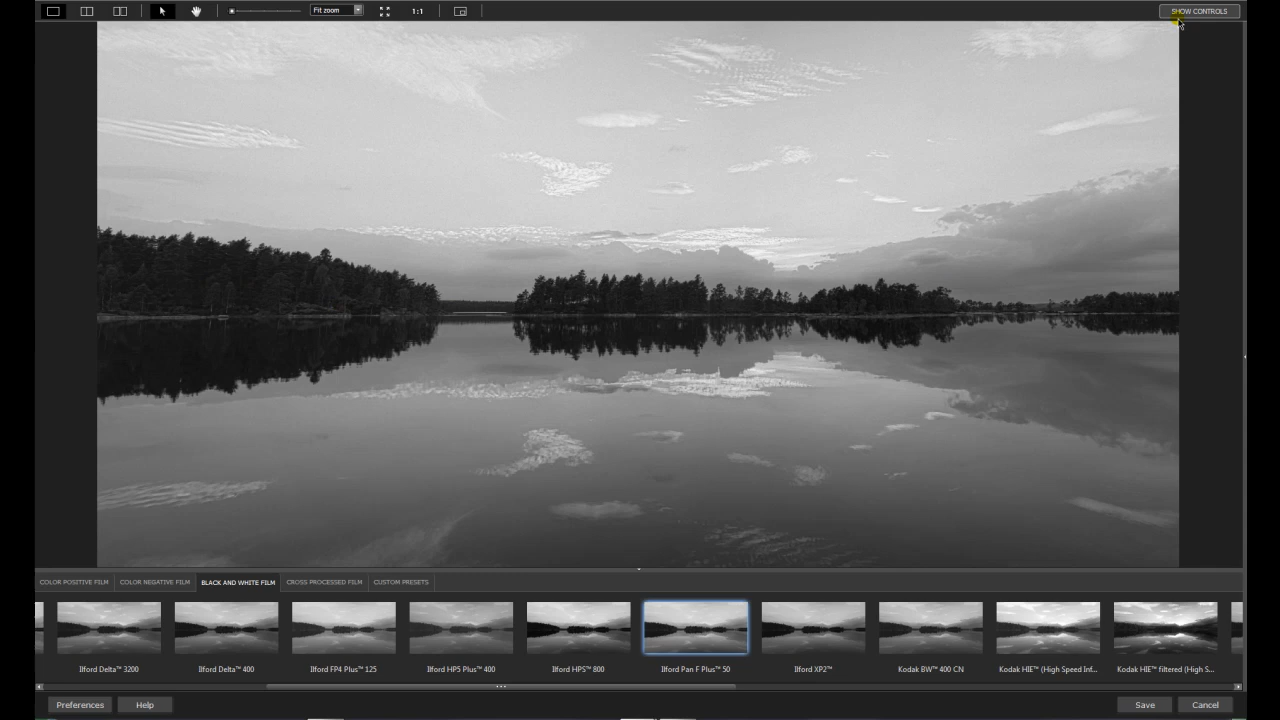 Fit zoom
1:1
SHOW CONTROLS
COLOR POSITIVE FILM
COLOR NEGATIVE FILM
BLACK AND WHITE FILM
CROSS PROCESSED FILM
CUSTOM PRESETS
Ilford Delta™ 3200
Ilford Delta™ 400
Ilford FP4 Plus™ 125
Ilford HP5 Plus™ 400
Ilford HPS™ 800
Ilford Pan F Plus™ 50
Ilford XP2™
Kodak BW™ 400 CN
Kodak HIE™ (High Speed Inf...
Kodak HIE™ filtered (High S...
Preferences
Help
Save
Cancel